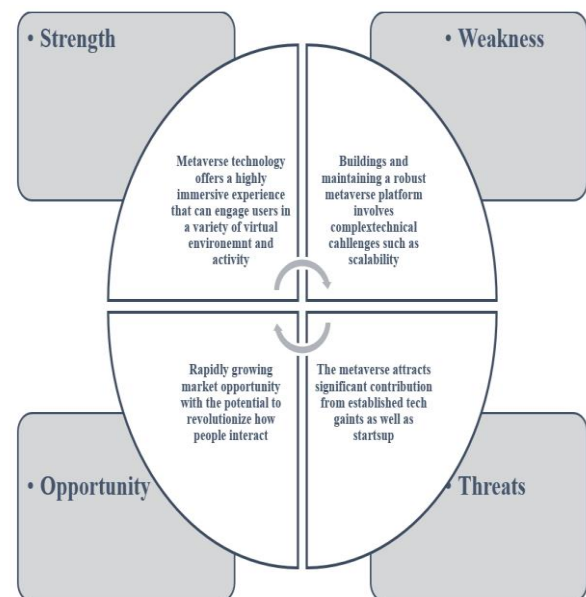 • Strength
• Weakness
Metaverse technology
offers a highly
immersive experience
that can engage users in
a variety of virtual
environemnt and
activity
Buildings and
maintaining a robust
metaverse platform
involves
complextechnical
cahllenges such as
scalability
Rapidly growing
market opportunity
with the potential to
revolutionize how
people interact
The metaverse attracts
significant contribution
from established tech
gaints as well as
startsup
• Opportunity
• Threats